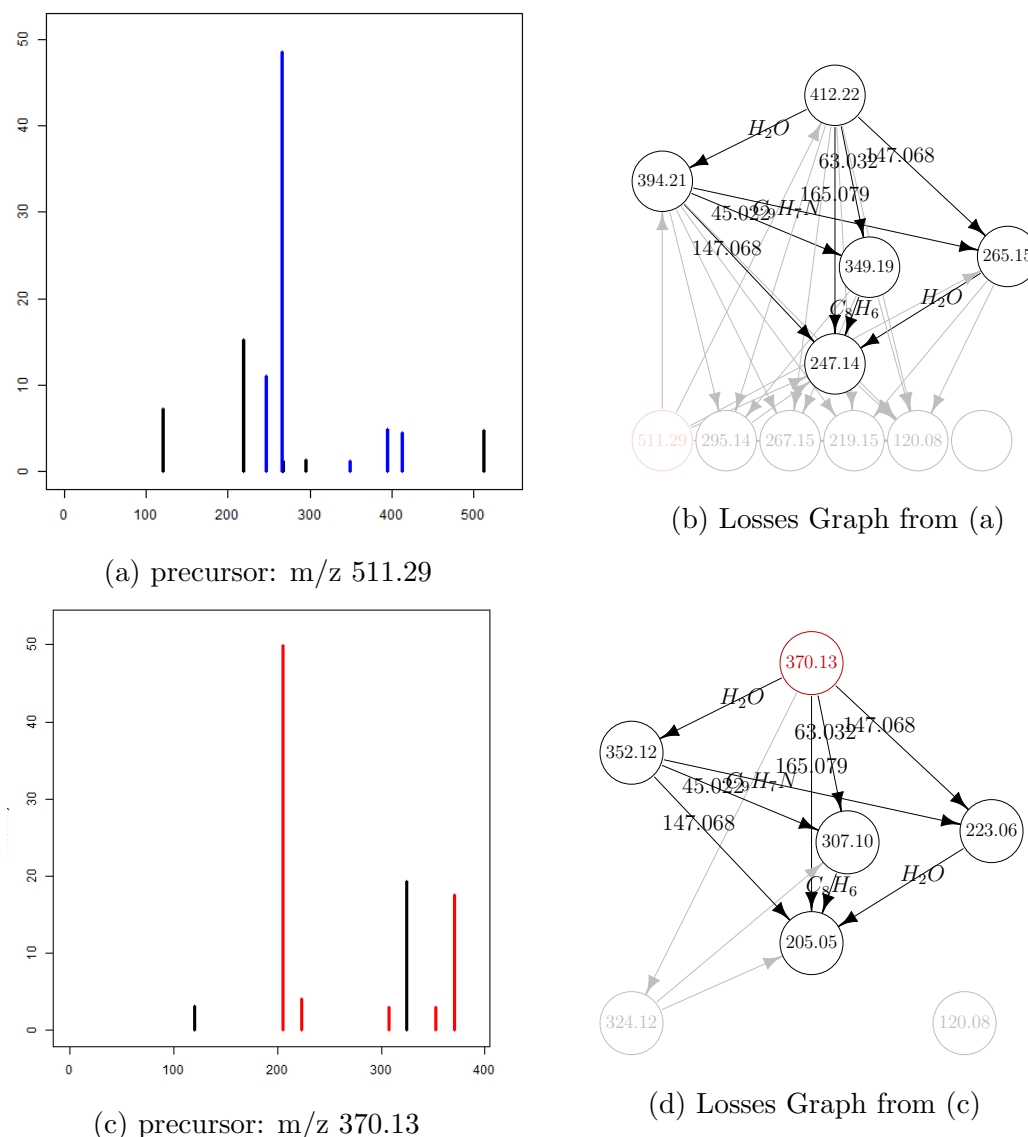 50
40
30
20
10
0
0 100 200 300 400 500
(a) precursor: m/z 511.29
412.22
H₂O
63.032
147.068
394.21
165.079
45.022
C₉H₇N
147.068
349.19
265.15
H₂O
C₈H₆
247.14
511.29 295.14 267.15 219.15 120.08
(b) Losses Graph from (a)
50
40
30
20
10
0
0 100 200 300 400
(c) precursor: m/z 370.13
370.13
H₂O
63.032
147.068
352.12
165.079
45.022
C₉H₇N
147.068
307.10
223.06
H₂O
C₈H₆
205.05
324.12 120.08
(d) Losses Graph from (c)